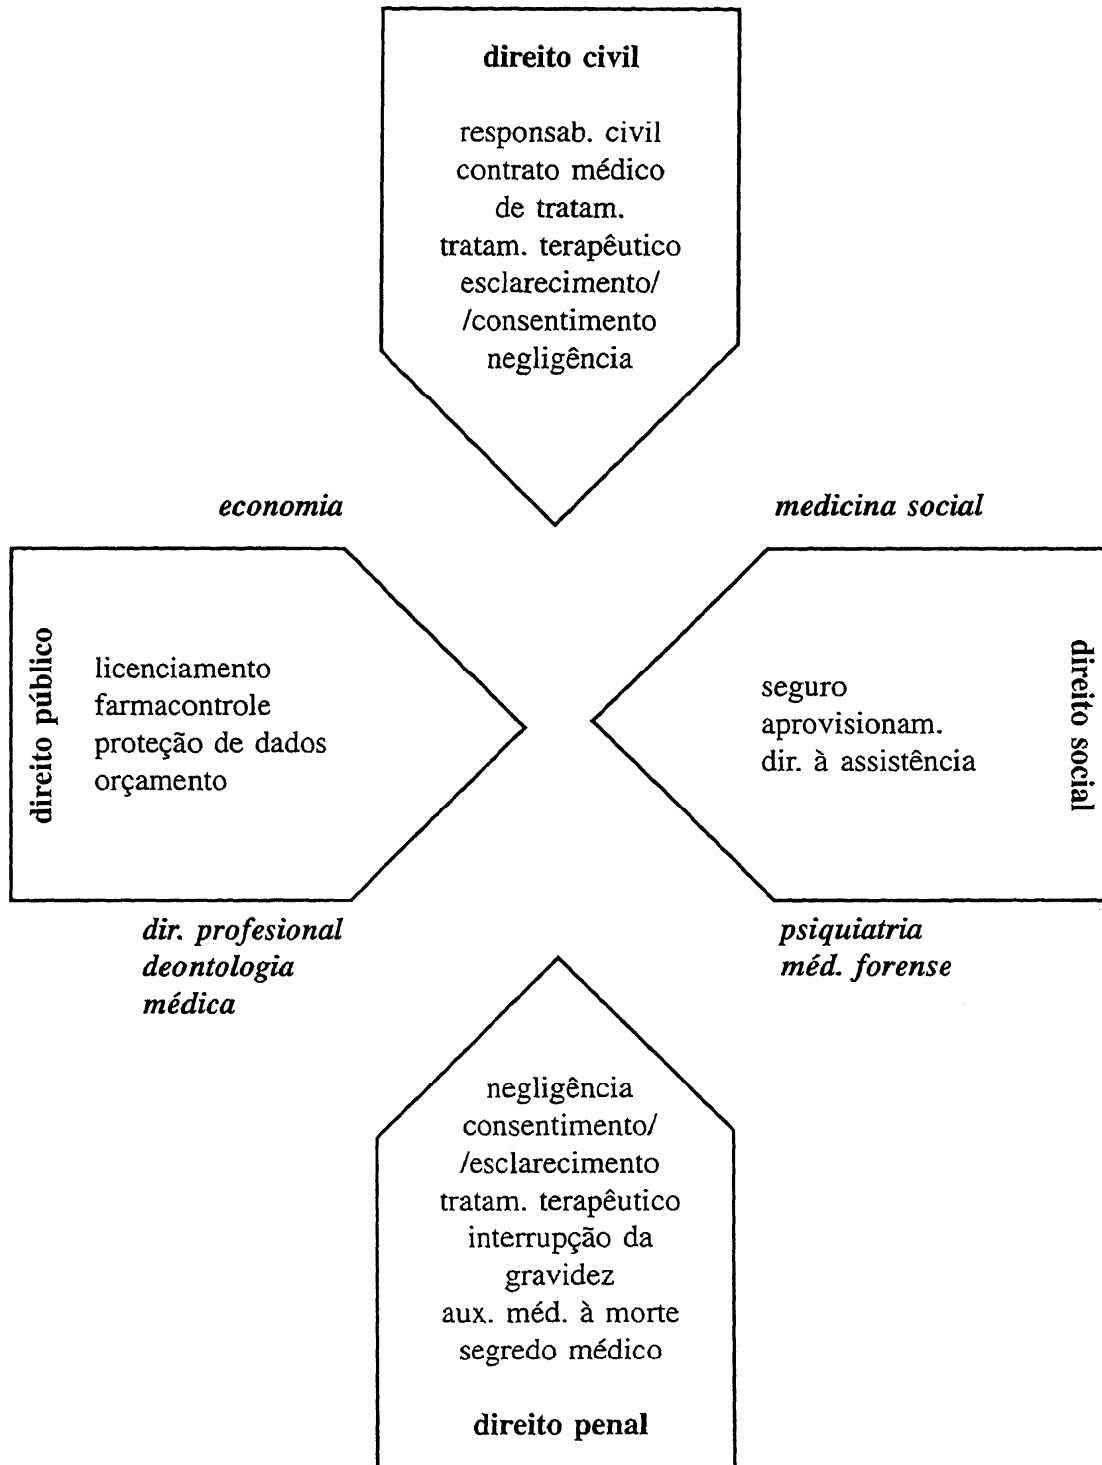 direito civil
responsab. civil
contrato médico
de tratam.
tratam. terapêutico
esclarecimento/
/consentimento
negligência
economia
medicina social
direito público
licenciamento
farmacontrole
proteção de dados
orçamento
seguro
aprovisionam.
dir. à assistência
direito social
dir. profesional
deontologia
médica
psiquiatria
méd. forense
negligência
consentimento/
/esclarecimento
tratam. terapêutico
interrupção da
gravidez
aux. méd. à morte
segredo médico
direito penal